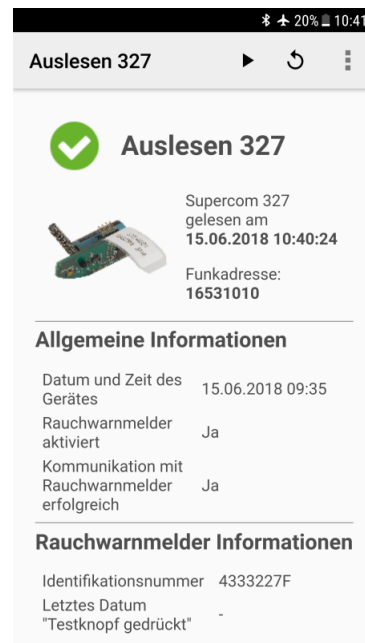 20% 10:41
Auslesen 327
Auslesen 327
Supercom 327
gelesen am
15.06.2018 10:40:24
Funkadresse:
16531010
Allgemeine Informationen
Datum und Zeit des
Gerätes
15.06.2018 09:35
Rauchwarnmelder
aktiviert
Ja
Kommunikation mit
Rauchwarnmelder
erfolgreich
Ja
Rauchwarnmelder Informationen
Identifikationsnummer 4333227F
Letztes Datum
"Testknopf gedrückt"
-